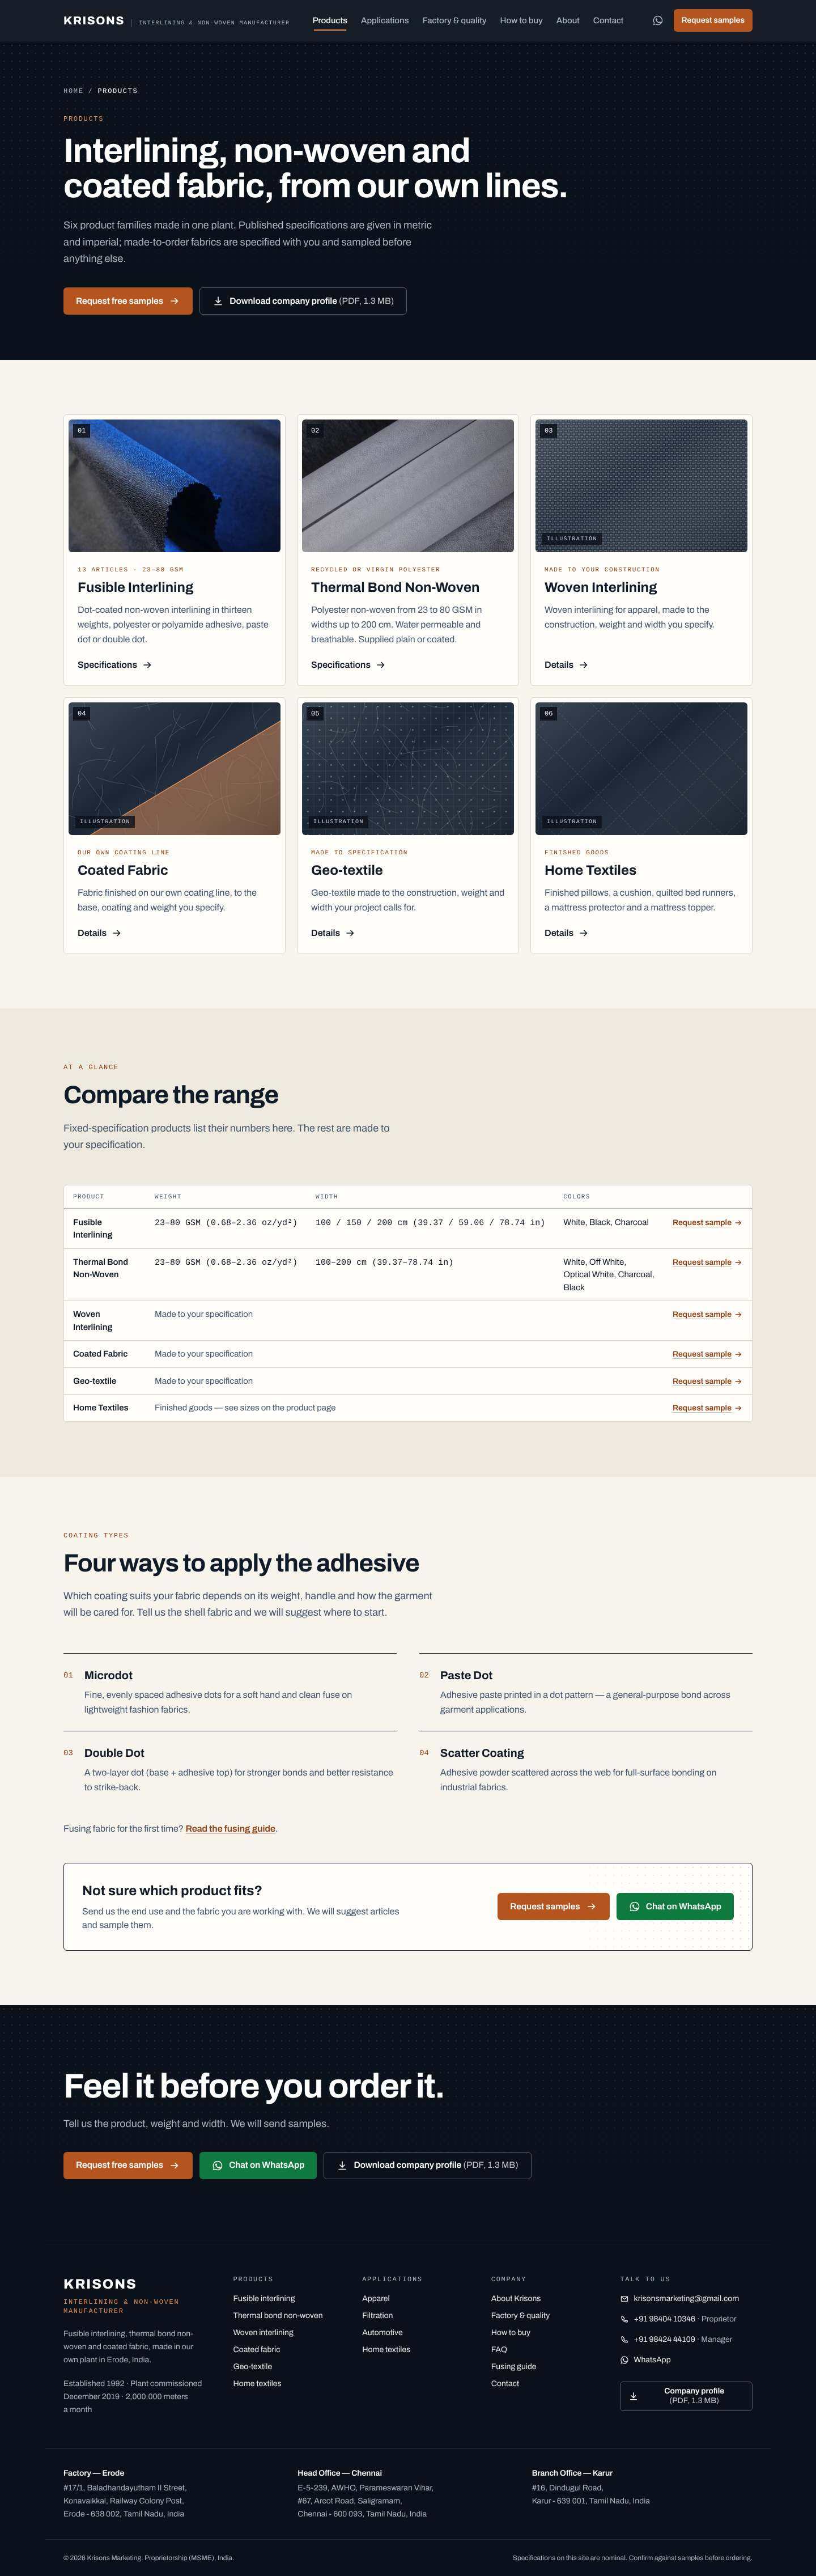 KRISONS
INTERLINING & NON-WOVEN MANUFACTURER
Products
Applications
Factory & quality
How to buy
About
Contact
Request samples
HOME / PRODUCTS
PRODUCTS
Interlining, non-woven and
coated fabric, from our own lines.
Six product families made in one plant. Published specifications are given in metric
and imperial; made-to-order fabrics are specified with you and sampled before
anything else.
Request free samples →
Download company profile (PDF, 1.3 MB)
01
13 ARTICLES · 23–80 GSM
Fusible Interlining
Dot-coated non-woven interlining in thirteen
weights, polyester or polyamide adhesive, paste
dot or double dot.
Specifications →
02
RECYCLED OR VIRGIN POLYESTER
Thermal Bond Non-Woven
Polyester non-woven from 23 to 80 GSM in
widths up to 200 cm. Water permeable and
breathable. Supplied plain or coated.
Specifications →
03
ILLUSTRATION
MADE TO YOUR CONSTRUCTION
Woven Interlining
Woven interlining for apparel, made to the
construction, weight and width you specify.
Details →
04
ILLUSTRATION
OUR OWN COATING LINE
Coated Fabric
Fabric finished on our own coating line, to the
base, coating and weight you specify.
Details →
05
ILLUSTRATION
MADE TO SPECIFICATION
Geo-textile
Geo-textile made to the construction, weight and
width your project calls for.
Details →
06
ILLUSTRATION
FINISHED GOODS
Home Textiles
Finished pillows, a cushion, quilted bed runners,
a mattress protector and a mattress topper.
Details →
AT A GLANCE
Compare the range
Fixed-specification products list their numbers here. The rest are made to
your specification.
PRODUCT WEIGHT WIDTH COLORS
Fusible
Interlining
23–80 GSM (0.68–2.36 oz/yd²)
100 / 150 / 200 cm (39.37 / 59.06 / 78.74 in)
White, Black, Charcoal
Request sample →
Thermal Bond
Non-Woven
23–80 GSM (0.68–2.36 oz/yd²)
100–200 cm (39.37–78.74 in)
White, Off White,
Optical White, Charcoal,
Black
Request sample →
Woven
Interlining
Made to your specification
Request sample →
Coated Fabric
Made to your specification
Request sample →
Geo-textile
Made to your specification
Request sample →
Home Textiles
Finished goods — see sizes on the product page
Request sample →
COATING TYPES
Four ways to apply the adhesive
Which coating suits your fabric depends on its weight, handle and how the garment
will be cared for. Tell us the shell fabric and we will suggest where to start.
01 Microdot
Fine, evenly spaced adhesive dots for a soft hand and clean fuse on
lightweight fashion fabrics.
02 Paste Dot
Adhesive paste printed in a dot pattern — a general-purpose bond across
garment applications.
03 Double Dot
A two-layer dot (base + adhesive top) for stronger bonds and better resistance
to strike-back.
04 Scatter Coating
Adhesive powder scattered across the web for full-surface bonding on
industrial fabrics.
Fusing fabric for the first time? Read the fusing guide.
Not sure which product fits?
Send us the end use and the fabric you are working with. We will suggest articles
and sample them.
Request samples →
Chat on WhatsApp
Feel it before you order it.
Tell us the product, weight and width. We will send samples.
Request free samples →
Chat on WhatsApp
Download company profile (PDF, 1.3 MB)
KRISONS
INTERLINING & NON-WOVEN
MANUFACTURER
Fusible interlining, thermal bond non-
woven and coated fabric, made in our
own plant in Erode, India.
Established 1992 · Plant commissioned
December 2019 · 2,000,000 meters
a month
PRODUCTS
Fusible interlining
Thermal bond non-woven
Woven interlining
Coated fabric
Geo-textile
Home textiles
APPLICATIONS
Apparel
Filtration
Automotive
Home textiles
COMPANY
About Krisons
Factory & quality
How to buy
FAQ
Fusing guide
Contact
TALK TO US
krisonsmarketing@gmail.com
+91 98404 10346 · Proprietor
+91 98424 44109 · Manager
WhatsApp
Company profile
(PDF, 1.3 MB)
Factory — Erode
#17/1, Baladhandayutham II Street,
Konavaikkal, Railway Colony Post,
Erode - 638 002, Tamil Nadu, India
Head Office — Chennai
E-5-239, AWHO, Parameswaran Vihar,
#67, Arcot Road, Saligramam,
Chennai - 600 093, Tamil Nadu, India
Branch Office — Karur
#16, Dindugul Road,
Karur - 639 001, Tamil Nadu, India
© 2026 Krisons Marketing. Proprietorship (MSME), India.
Specifications on this site are nominal. Confirm against samples before ordering.